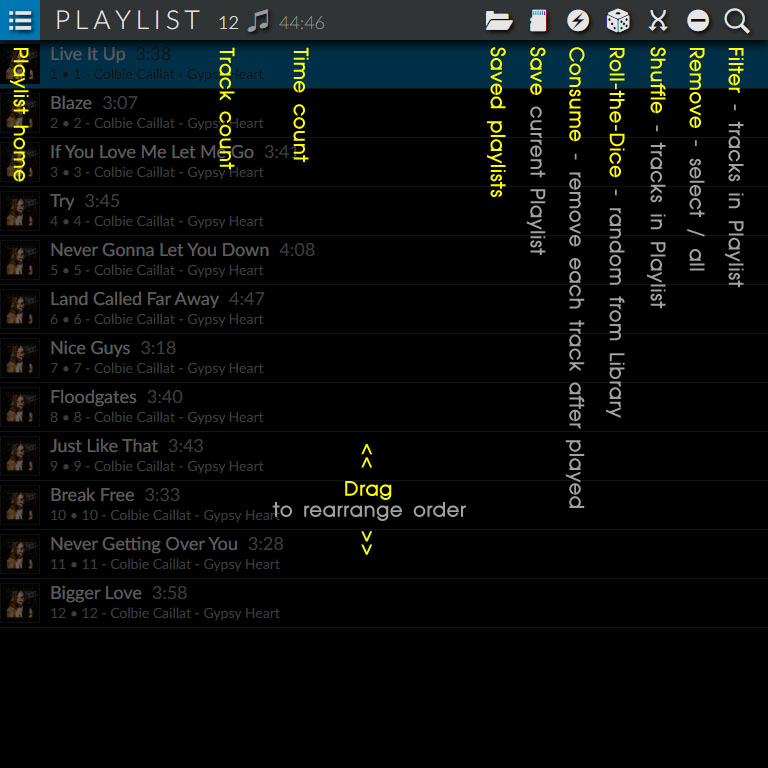 PLAYLIST 12 44:46
Playlist home
Track count
Time count
Saved playlists
Save current Playlist
Consume - remove each track after played
Roll-the-Dice - random from Library
Shuffle - tracks in Playlist
Remove - select / all
Filter - tracks in Playlist
Live It Up 3:38
1 • 1 - Colbie Caillat - Gypsy Heart
Blaze 3:07
2 • 2 - Colbie Caillat - Gypsy Heart
If You Love Me Let Me Go
3 • 3 - Colbie Caillat - Gypsy Heart
Try 3:45
4 • 4 - Colbie Caillat - Gypsy Heart
Never Gonna Let You Down 4:08
5 • 5 - Colbie Caillat - Gypsy Heart
Land Called Far Away 4:47
6 • 6 - Colbie Caillat - Gypsy Heart
Nice Guys 3:18
7 • 7 - Colbie Caillat - Gypsy Heart
Floodgates 3:40
8 • 8 - Colbie Caillat - Gypsy Heart
Just Like That 3:43
9 • 9 - Colbie Caillat - Gypsy Heart
Drag
to rearrange order
Break Free 3:33
10 • 10 - Colbie Caillat - Gypsy Heart
Never Getting Over You 3:28
11 • 11 - Colbie Caillat - Gypsy Heart
Bigger Love 3:58
12 • 12 - Colbie Caillat - Gypsy Heart